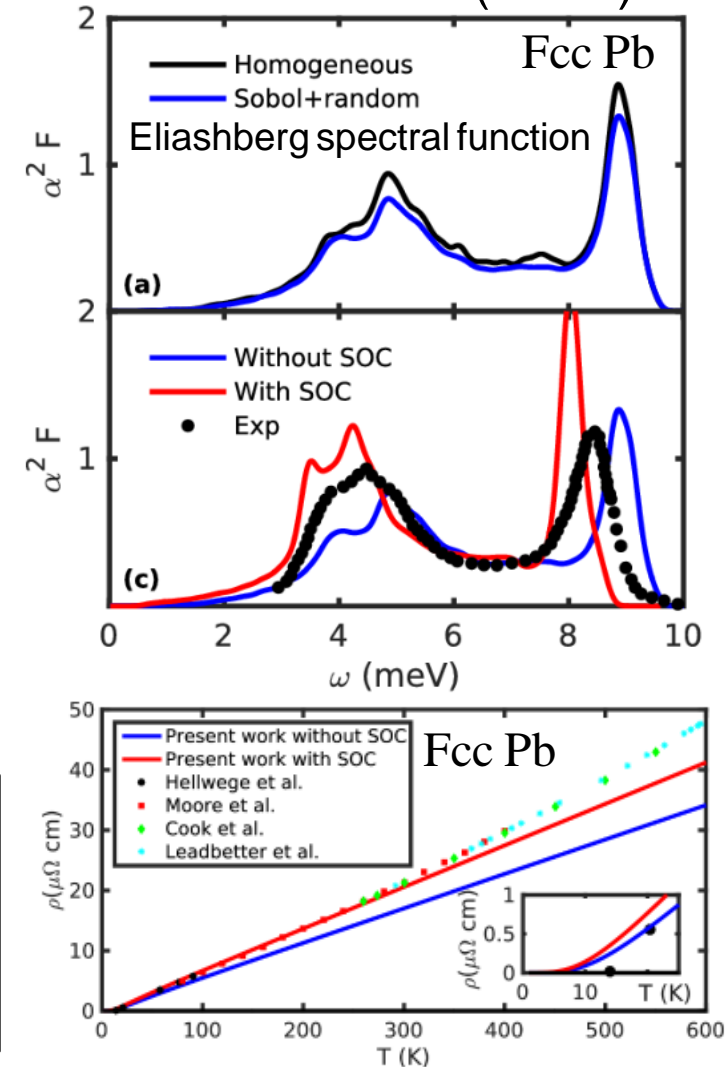 2
Fcc Pb
Homogeneous
Sobol+random
Eliashberg spectral function
α² F
1
(a)
2
Without SOC
With SOC
Exp
α² F
1
(c)
0 2 4 6 8 10
ω (meV)
50
Present work without SOC
Present work with SOC
Hellwege et al.
Moore et al.
Cook et al.
Leadbetter et al.
Fcc Pb
40
30
20
10
0
ρ(μΩ cm)
1
0.5
0
ρ(μΩ cm)
0 10 T (K)
0 100 200 300 400 500 600
T (K)